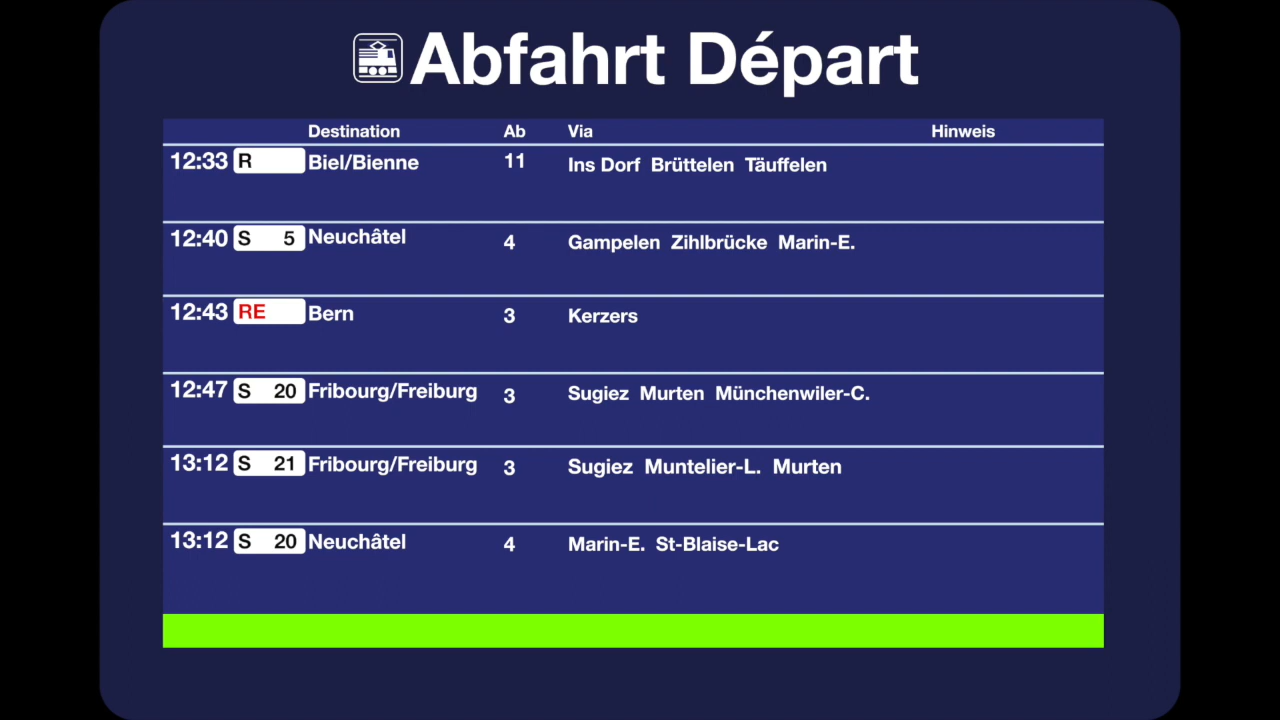 Abfahrt Départ
Destination Ab Via Hinweis
12:33 R Biel/Bienne 11 Ins Dorf Brüttelen Täuffelen
12:40 S 5 Neuchâtel 4 Gampelen Zihlbrücke Marin-E.
12:43 RE Bern 3 Kerzers
12:47 S 20 Fribourg/Freiburg 3 Sugiez Murten Münchenwiler-C.
13:12 S 21 Fribourg/Freiburg 3 Sugiez Muntelier-L. Murten
13:12 S 20 Neuchâtel 4 Marin-E. St-Blaise-Lac